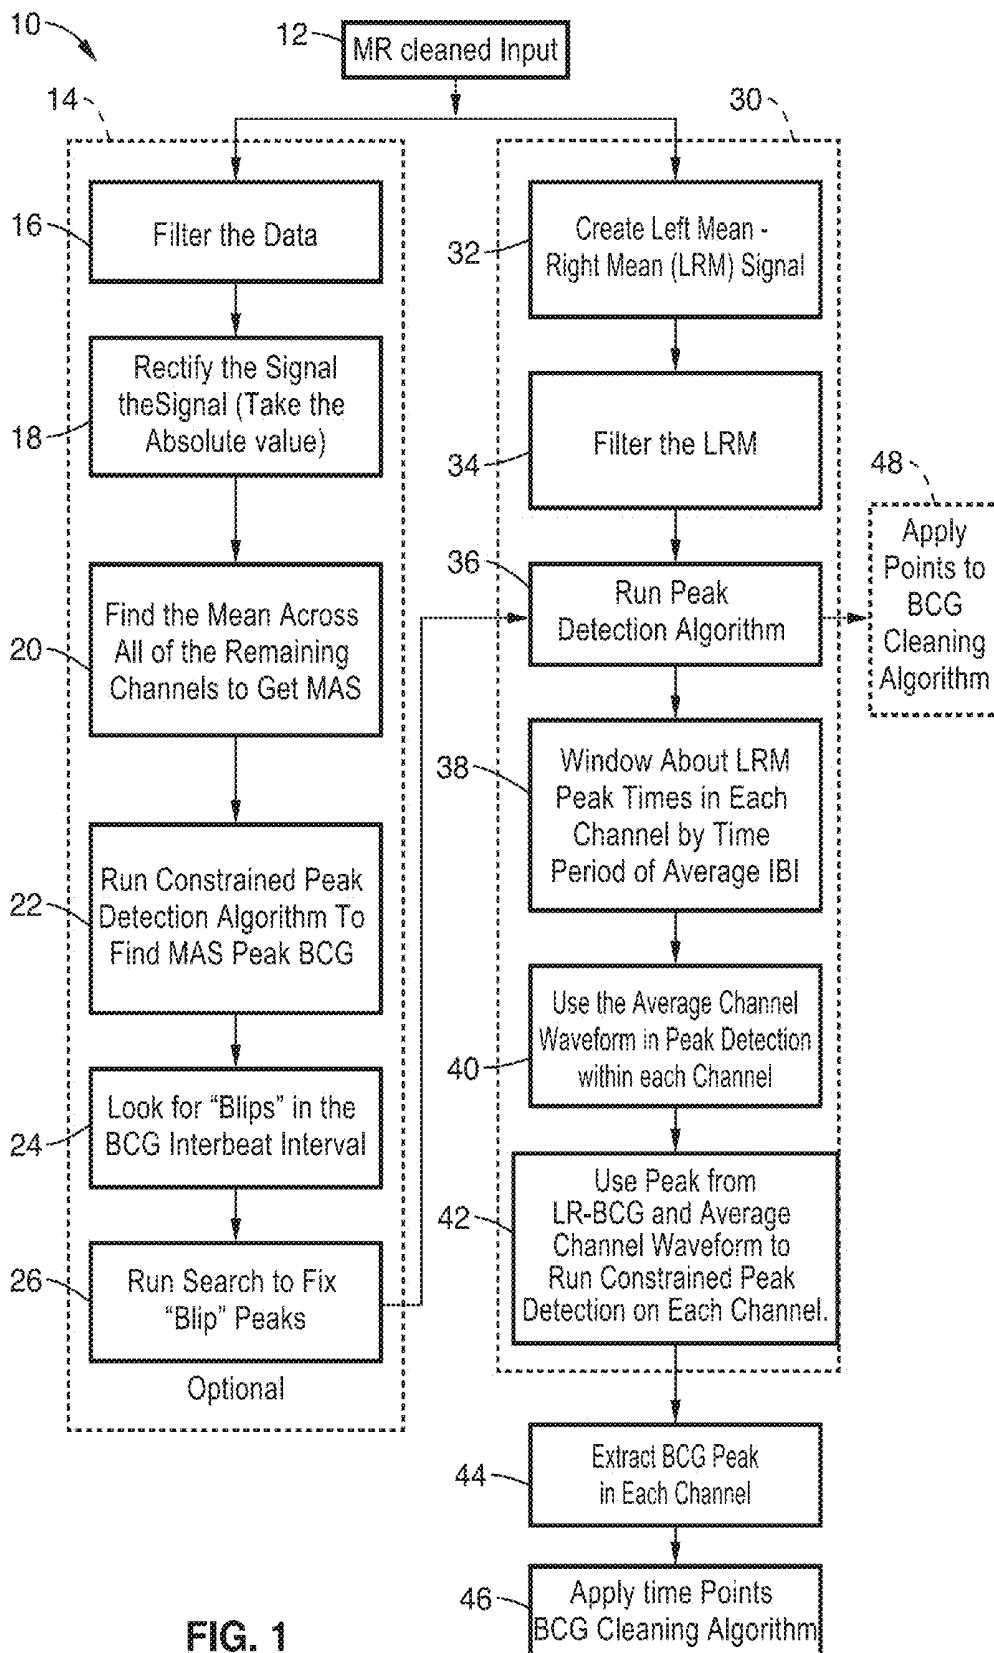 10
12
MR cleaned Input
14
16
Filter the Data
18
Rectify the Signal
theSignal (Take the
Absolute value)
20
Find the Mean Across
All of the Remaining
Channels to Get MAS
22
Run Constrained Peak
Detection Algorithm To
Find MAS Peak BCG
24
Look for “Blips” in the
BCG Interbeat Interval
26
Run Search to Fix
“Blip” Peaks
Optional
30
32
Create Left Mean -
Right Mean (LRM) Signal
34
Filter the LRM
36
Run Peak
Detection Algorithm
48
Apply
Points to
BCG
Cleaning
Algorithm
38
Window About LRM
Peak Times in Each
Channel by Time
Period of Average IBI
40
Use the Average Channel
Waveform in Peak Detection
within each Channel
42
Use Peak from
LR-BCG and Average
Channel Waveform to
Run Constrained Peak
Detection on Each Channel.
44
Extract BCG Peak
in Each Channel
46
Apply time Points
BCG Cleaning Algorithm
FIG. 1